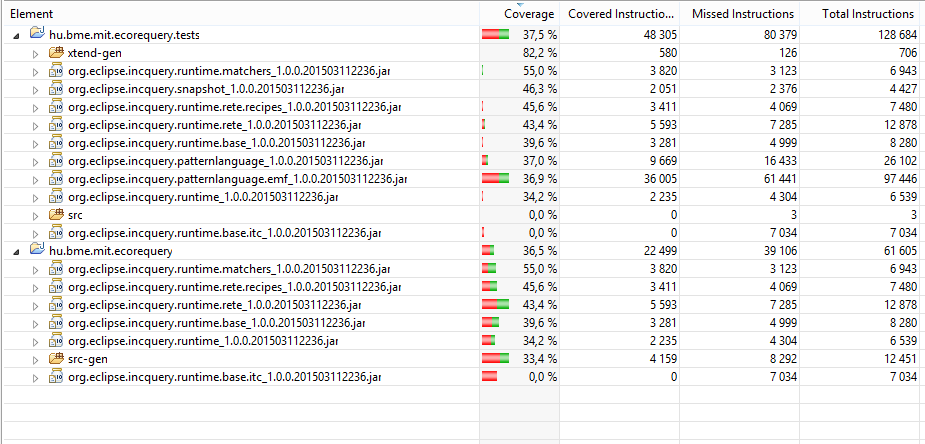 Element Coverage Covered Instructio... Missed Instructions Total Instructions
hu.bme.mit.ecorequery.tests 37,5 % 48 305 80 379 128 684
xtend-gen 82,2 % 580 126 706
org.eclipse.incquery.runtime.matchers_1.0.0.201503112236.jar 55,0 % 3 820 3 123 6 943
org.eclipse.incquery.snapshot_1.0.0.201503112236.jar 46,3 % 2 051 2 376 4 427
org.eclipse.incquery.runtime.rete.recipes_1.0.0.201503112236.jar 45,6 % 3 411 4 069 7 480
org.eclipse.incquery.runtime.rete_1.0.0.201503112236.jar 43,4 % 5 593 7 285 12 878
org.eclipse.incquery.runtime.base_1.0.0.201503112236.jar 39,6 % 3 281 4 999 8 280
org.eclipse.incquery.patternlanguage_1.0.0.201503112236.jar 37,0 % 9 669 16 433 26 102
org.eclipse.incquery.patternlanguage.emf_1.0.0.201503112236.jar 36,9 % 36 005 61 441 97 446
org.eclipse.incquery.runtime_1.0.0.201503112236.jar 34,2 % 2 235 4 304 6 539
src 0,0 % 0 3 3
org.eclipse.incquery.runtime.base.itc_1.0.0.201503112236.jar 0,0 % 0 7 034 7 034
hu.bme.mit.ecorequery 36,5 % 22 499 39 106 61 605
org.eclipse.incquery.runtime.matchers_1.0.0.201503112236.jar 55,0 % 3 820 3 123 6 943
org.eclipse.incquery.runtime.rete.recipes_1.0.0.201503112236.jar 45,6 % 3 411 4 069 7 480
org.eclipse.incquery.runtime.rete_1.0.0.201503112236.jar 43,4 % 5 593 7 285 12 878
org.eclipse.incquery.runtime.base_1.0.0.201503112236.jar 39,6 % 3 281 4 999 8 280
org.eclipse.incquery.runtime_1.0.0.201503112236.jar 34,2 % 2 235 4 304 6 539
src-gen 33,4 % 4 159 8 292 12 451
org.eclipse.incquery.runtime.base.itc_1.0.0.201503112236.jar 0,0 % 0 7 034 7 034